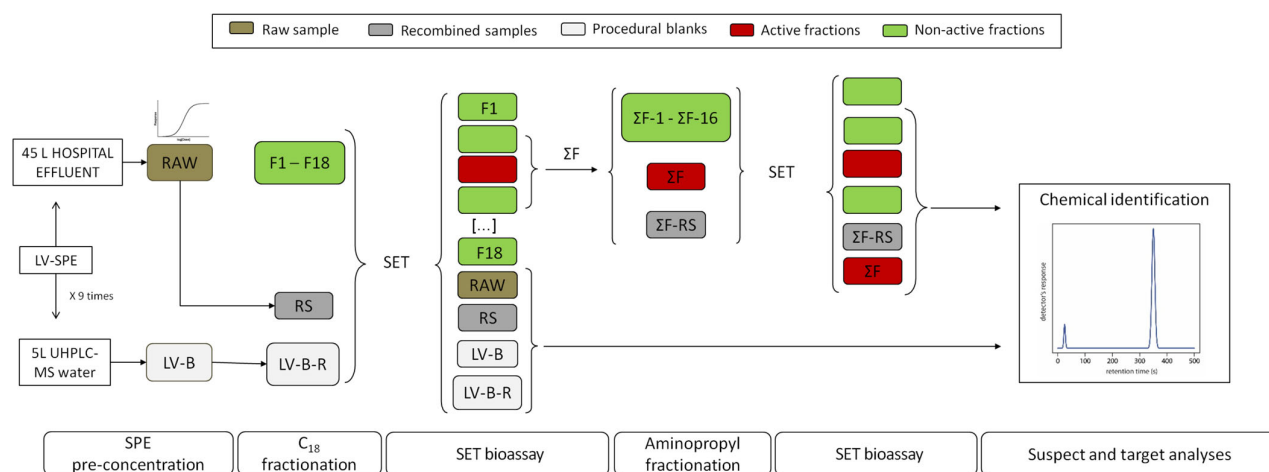 Raw sample
Recombined samples
Procedural blanks
Active fractions
Non-active fractions
45 L HOSPITAL
EFFLUENT
RAW
LV-SPE
X 9 times
5L UHPLC-
MS water
LV-B
F1 – F18
RS
LV-B-R
SET
F1
[...]
F18
RAW
RS
LV-B
LV-B-R
ΣF
ΣF-1 - ΣF-16
ΣF
ΣF-RS
SET
ΣF-RS
ΣF
Chemical identification
detector's response
0 100 200 300 400 500
retention time (s)
SPE
pre-concentration
C18
fractionation
SET bioassay
Aminopropyl
fractionation
SET bioassay
Suspect and target analyses